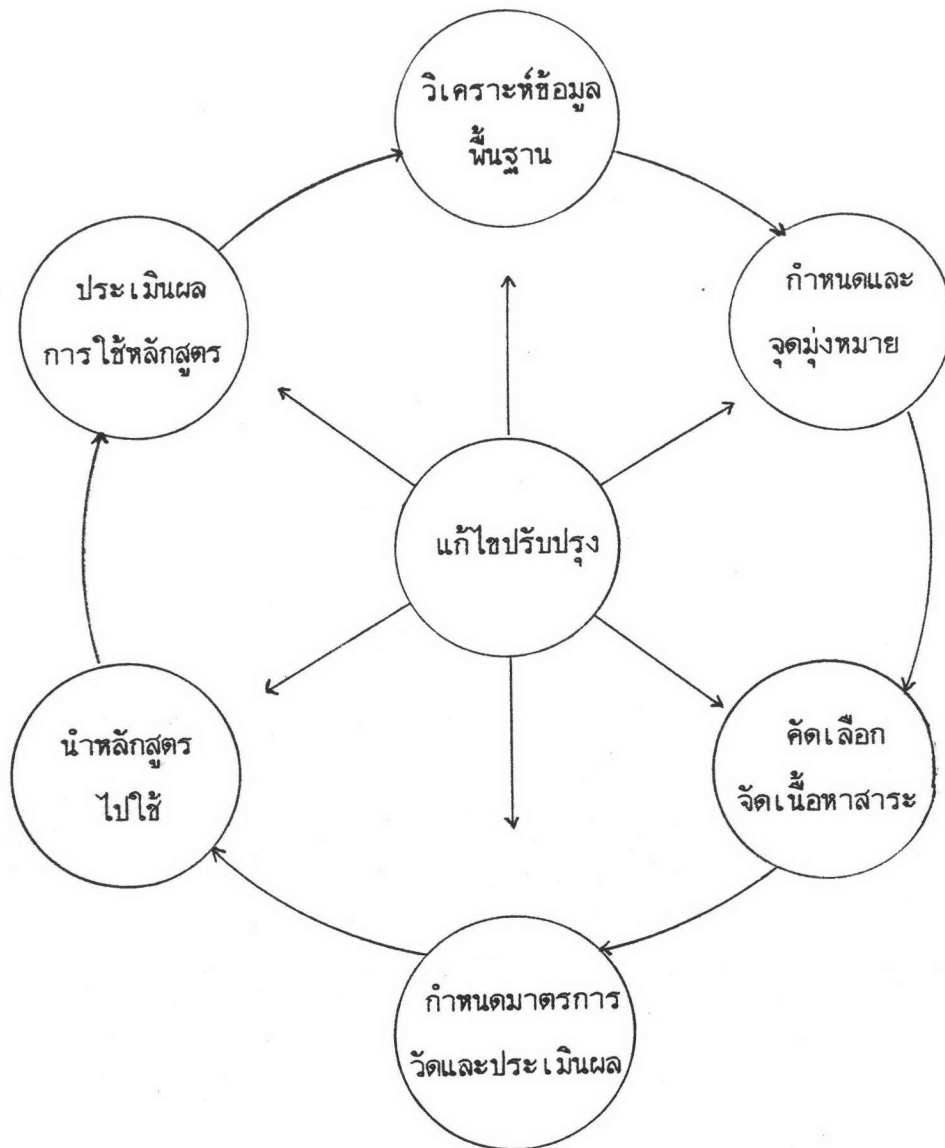 วิเคราะห์ข้อมูล
พื้นฐาน
กำหนดและ
จุดมุ่งหมาย
คัดเลือก
จัดเนื้อหาสาระ
กำหนดมาตรการ
วัดและประเมินผล
นำหลักสูตร
ไปใช้
ประเมินผล
การใช้หลักสูตร
แก้ไขปรับปรุง